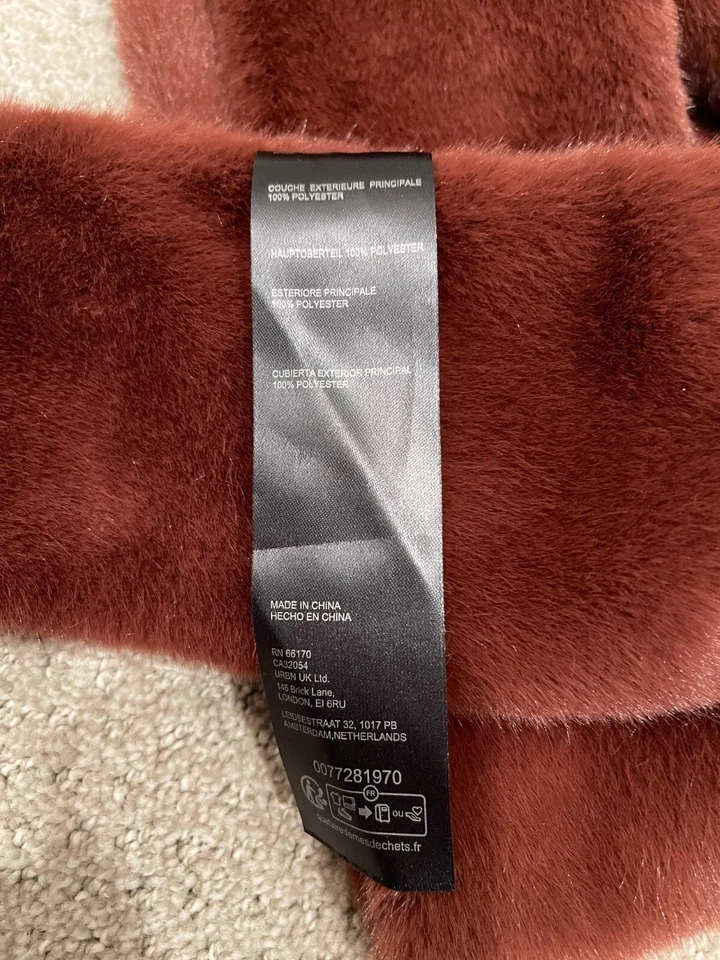 COUCHE EXTERIEURE PRINCIPALE
100% POLYESTER
HAUPTOBERTEIL 100% POLYESTER
ESTERIORE PRINCIPALE
100% POLYESTER
CUBIERTA EXTERIOR PRINCIPAL
100% POLYESTER
MADE IN CHINA
HECHO EN CHINA
RN 66170
CA32054
URBN UK Ltd.
146 Brick Lane,
LONDON, EI 6RU
LEIDSESTRAAT 32, 1017 PB
AMSTERDAM,NETHERLANDS
0077281970
FR
ou
quefairedemesdechets.fr